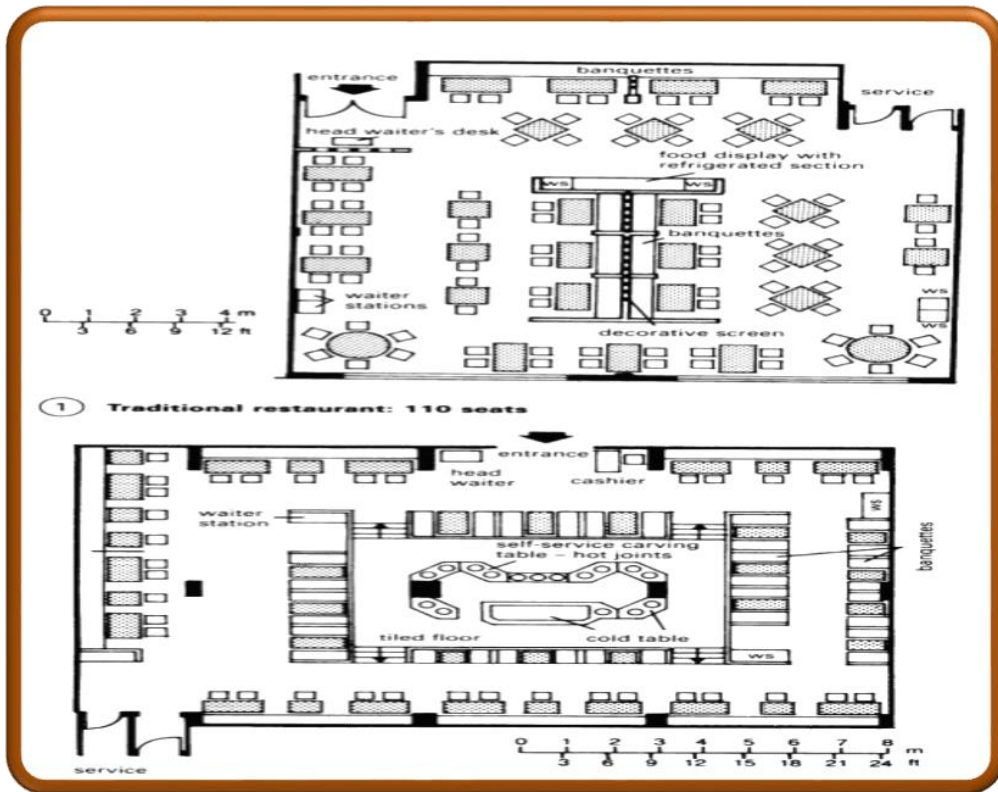 banquettes
entrance
service
head waiter's desk
food display with
refrigerated section
ws
ws
banquettes
waiter
stations
ws
ws
decorative screen
0 1 2 3 4 m
3 6 9 12 ft
1 Traditional restaurant: 110 seats
entrance
head
waiter
cashier
waiter
station
ws
banquettes
self-service carving
table – hot joints
tiled floor
cold table
ws
0 1 2 3 4 5 6 7 8 m
3 6 9 12 15 18 21 24 ft
service